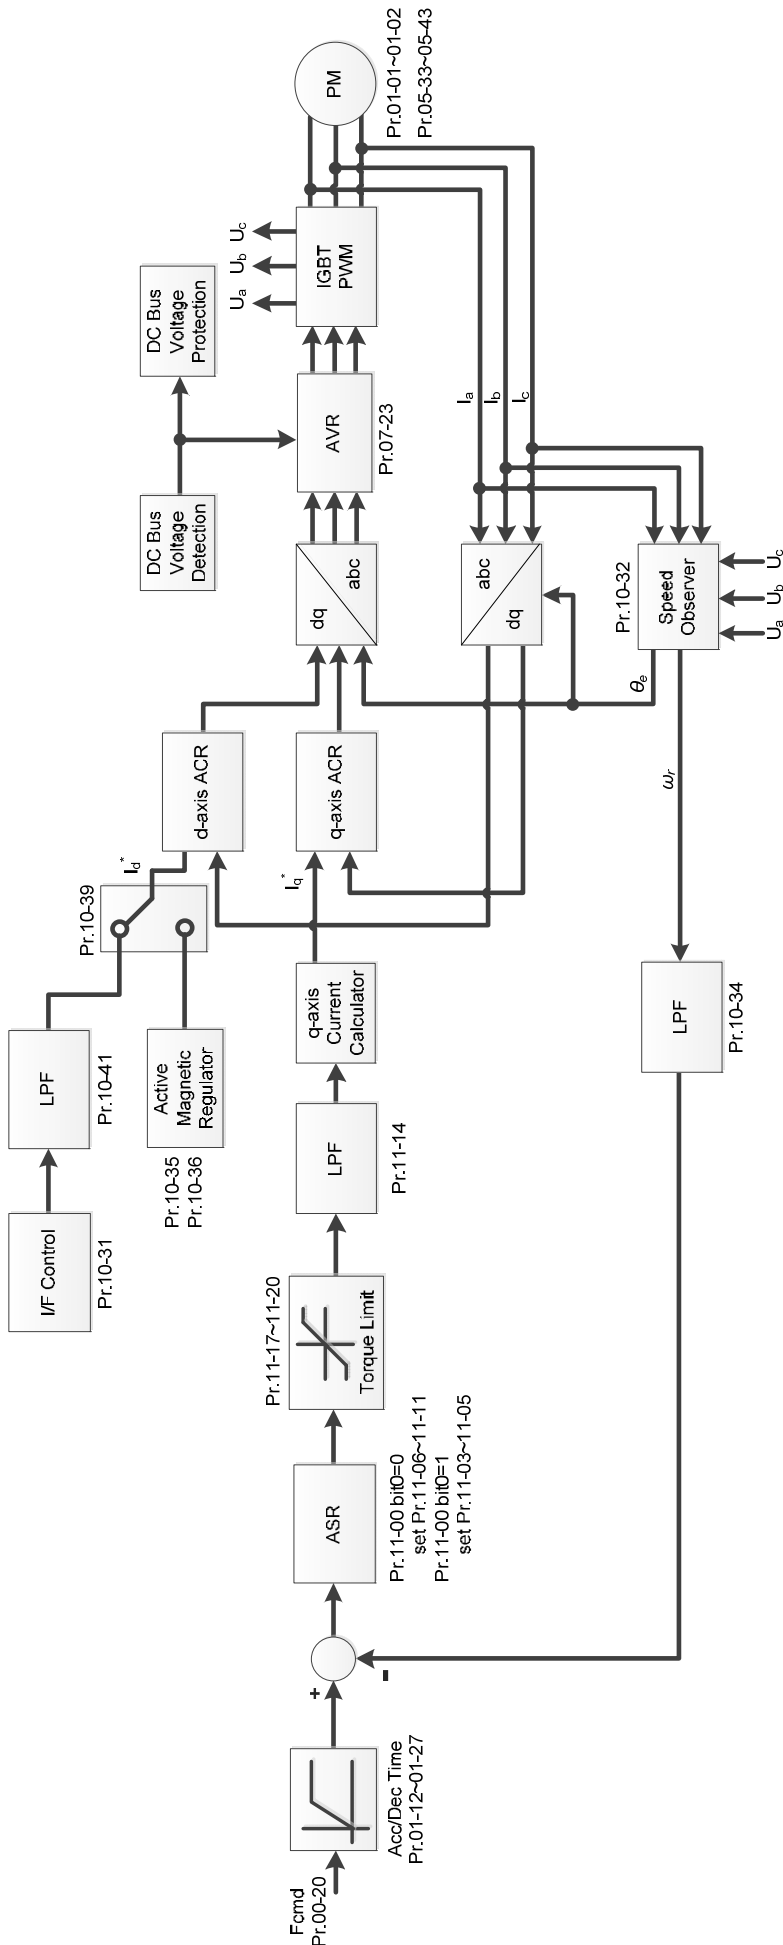 Fcmd
Pr.00-20
Acc/Dec Time
Pr.01-12~01-27
+
-
ASR
Pr.11-00 bit0=0
set Pr.11-06~11-11
Pr.11-00 bit0=1
set Pr.11-03~11-05
Pr.11-17~11-20
Torque Limit
LPF
Pr.11-14
q-axis
Current
Calculator
Iq*
I/F Control
Pr.10-31
LPF
Pr.10-41
Active
Magnetic
Regulator
Pr.10-35
Pr.10-36
Pr.10-39
Id*
d-axis ACR
q-axis ACR
dq
abc
DC Bus
Voltage
Detection
DC Bus
Voltage
Protection
AVR
Pr.07-23
IGBT
PWM
Ua
Ub
Uc
PM
Pr.01-01~01-02
Pr.05-33~05-43
Ia
Ib
Ic
abc
dq
Pr.10-32
Speed
Observer
Ua
Ub
Uc
θe
ωr
LPF
Pr.10-34